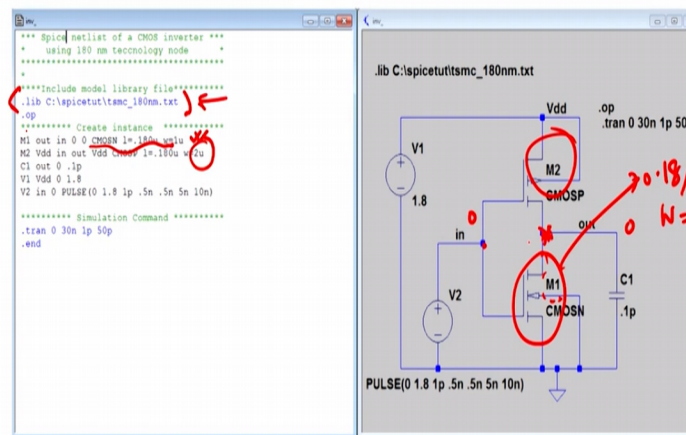 inv_
*** Spice netlist of a CMOS inverter ***
* using 180 nm teccnology node *
****************************************
*
****Include model library file**********
.lib C:\spicetut\tsmc_180nm.txt
.op
********** Create instance ************
M1 out in 0 0 CMOSN l=.180u w=1u
M2 Vdd in out Vdd CMOSP l=.180u w=2u
C1 out 0 .1p
V1 Vdd 0 1.8
V2 in 0 PULSE(0 1.8 1p .5n .5n 5n 10n)
********** Simulation Command **********
.tran 0 30n 1p 50p
.end
inv_
.lib C:\spicetut\tsmc_180nm.txt
Vdd
.op
.tran 0 30n 1p 50
V1
1.8
M2
CMOSP
0.18/
W=
0
in
out
0
V2
M1
CMOSN
C1
.1p
PULSE(0 1.8 1p .5n .5n 5n 10n)